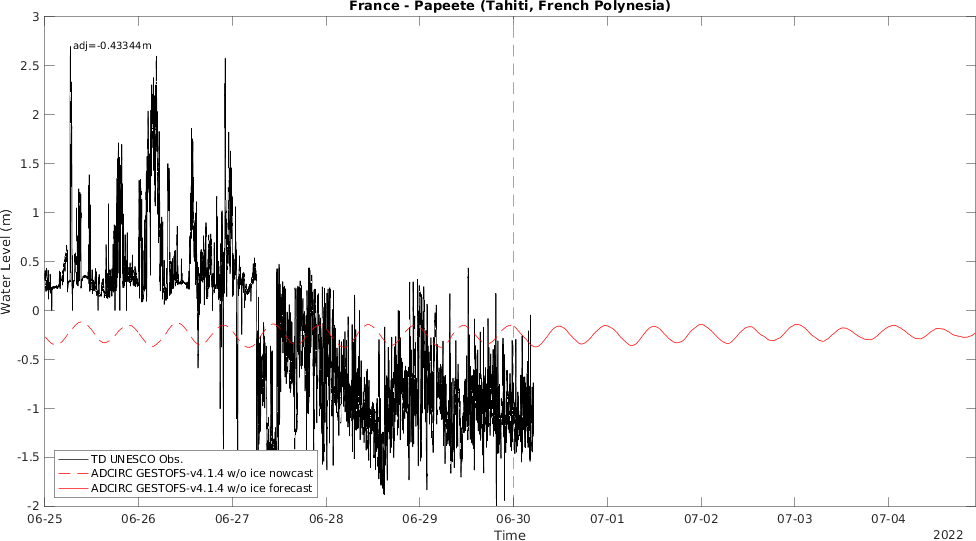 France - Papeete (Tahiti, French Polynesia)
3
2.5
2
1.5
1
0.5
0
-0.5
-1
-1.5
-2
Water Level (m)
adj=-0.43344m
TD UNESCO Obs.
ADCIRC GESTOFS-v4.1.4 w/o ice nowcast
ADCIRC GESTOFS-v4.1.4 w/o ice forecast
06-25 06-26 06-27 06-28 06-29 06-30 07-01 07-02 07-03 07-04
Time
2022